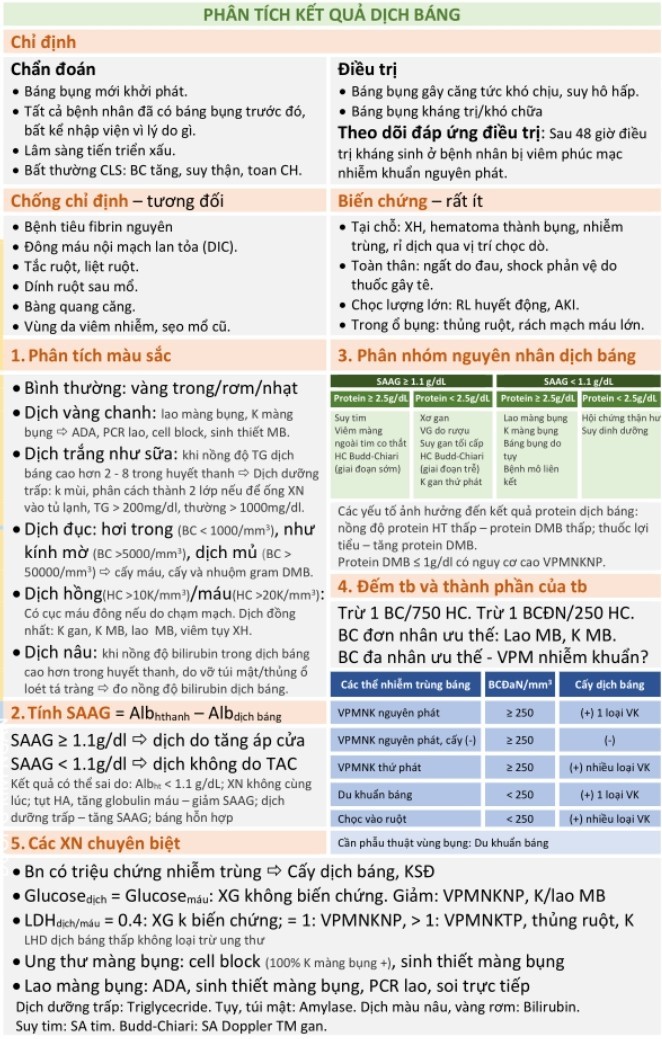 PHÂN TÍCH KẾT QUẢ DỊCH BÁNG
Chỉ định
Chẩn đoán
• Báng bụng mới khởi phát.
• Tất cả bệnh nhân đã có báng bụng trước đó,
bất kể nhập viện vì lý do gì.
• Lâm sàng tiến triển xấu.
• Bất thường CLS: BC tăng, suy thận, toan CH.
Điều trị
• Báng bụng gây căng tức khó chịu, suy hô hấp.
• Báng bụng kháng trị/khó chữa
Theo dõi đáp ứng điều trị: Sau 48 giờ điều
trị kháng sinh ở bệnh nhân bị viêm phúc mạc
nhiễm khuẩn nguyên phát.
Chống chỉ định – tương đối
• Bệnh tiêu fibrin nguyên
• Đông máu nội mạch lan tỏa (DIC).
• Tắc ruột, liệt ruột.
• Dính ruột sau mổ.
• Bàng quang căng.
• Vùng da viêm nhiễm, sẹo mổ cũ.
Biến chứng – rất ít
• Tại chỗ: XH, hematoma thành bụng, nhiễm
trùng, rỉ dịch qua vị trí chọc dò.
• Toàn thân: ngất do đau, shock phản vệ do
thuốc gây tê.
• Chọc lượng lớn: RL huyết động, AKI.
• Trong ổ bụng: thủng ruột, rách mạch máu lớn.
1. Phân tích màu sắc
• Bình thường: vàng trong/rơm/nhạt
• Dịch vàng chanh: lao màng bụng, K màng
bụng ⇨ ADA, PCR lao, cell block, sinh thiết MB.
• Dịch trắng như sữa: khi nồng độ TG dịch
báng cao hơn 2 - 8 trong huyết thanh ⇨ Dịch dưỡng
trấp: k mùi, phân cách thành 2 lớp nếu để ống XN
vào tủ lạnh, TG > 200mg/dl, thường > 1000mg/dl.
• Dịch đục: hơi trong (BC < 1000/mm³), như
kính mờ (BC >5000/mm³), dịch mủ (BC >
50000/mm³) ⇨ cấy máu, cấy và nhuộm gram DMB.
• Dịch hồng(HC >10K/mm³)/máu(HC >20K/mm³):
Có cục máu đông nếu do chạm mạch. Dịch đồng
nhất: K gan, K MB, lao MB, viêm tụy XH.
• Dịch nâu: khi nồng độ bilirubin trong dịch báng
cao hơn trong huyết thanh, do vỡ túi mật/thủng ổ
loét tá tràng ⇨ đo nồng độ bilirubin dịch báng.
2. Tính SAAG = Albhthanh – Albdịch báng
SAAG ≥ 1.1g/dl ⇨ dịch do tăng áp cửa
SAAG < 1.1g/dl ⇨ dịch không do TAC
Kết quả có thể sai do: Albht < 1.1 g/dL; XN không cùng
lúc; tụt HA, tăng globulin máu – giảm SAAG; dịch
dưỡng trấp – tăng SAAG; báng hỗn hợp
3. Phân nhóm nguyên nhân dịch báng
SAAG ≥ 1.1 g/dL SAAG < 1.1 g/dL
Protein ≥ 2.5g/dL Protein < 2.5g/dL Protein ≥ 2.5g/dL Protein < 2.5g/dL
Suy tim
Viêm màng
ngoài tim co thắt
HC Budd-Chiari
(giai đoạn sớm)
Xơ gan
VG do rượu
Suy gan tối cấp
HC Budd-Chiari
(giai đoạn trễ)
K gan thứ phát
Lao màng bụng
K màng bụng
Báng bụng do
tụy
Bệnh mô liên
kết
Hội chứng thận hư
Suy dinh dưỡng
Các yếu tố ảnh hưởng đến kết quả protein dịch báng:
nồng độ protein HT thấp – protein DMB thấp; thuốc lợi
tiểu – tăng protein DMB.
Protein DMB ≤ 1g/dl có nguy cơ cao VPMNKNP.
4. Đếm tb và thành phần của tb
Trừ 1 BC/750 HC. Trừ 1 BCĐN/250 HC.
BC đơn nhân ưu thế: Lao MB, K MB.
BC đa nhân ưu thế - VPM nhiễm khuẩn?
Các thể nhiễm trùng báng BCĐaN/mm³ Cấy dịch báng
VPMNK nguyên phát ≥ 250 (+) 1 loại VK
VPMNK nguyên phát, cấy (-) ≥ 250 (-)
VPMNK thứ phát ≥ 250 (+) nhiều loại VK
Du khuẩn báng < 250 (+) 1 loại VK
Chọc vào ruột < 250 (+) nhiều loại VK
Cần phẫu thuật vùng bụng: Du khuẩn báng
5. Các XN chuyên biệt
• Bn có triệu chứng nhiễm trùng ⇨ Cấy dịch báng, KSĐ
• Glucosedịch = Glucosemáu: XG không biến chứng. Giảm: VPMNKNP, K/lao MB
• LDHdịch/máu = 0.4: XG k biến chứng; = 1: VPMNKNP, > 1: VPMNKTP, thủng ruột, K
LHD dịch báng thấp không loại trừ ung thư
• Ung thư màng bụng: cell block (100% K màng bụng +), sinh thiết màng bụng
• Lao màng bụng: ADA, sinh thiết màng bụng, PCR lao, soi trực tiếp
Dịch dưỡng trấp: Triglycecride. Tụy, túi mật: Amylase. Dịch màu nâu, vàng rơm: Bilirubin.
Suy tim: SA tim. Budd-Chiari: SA Doppler TM gan.